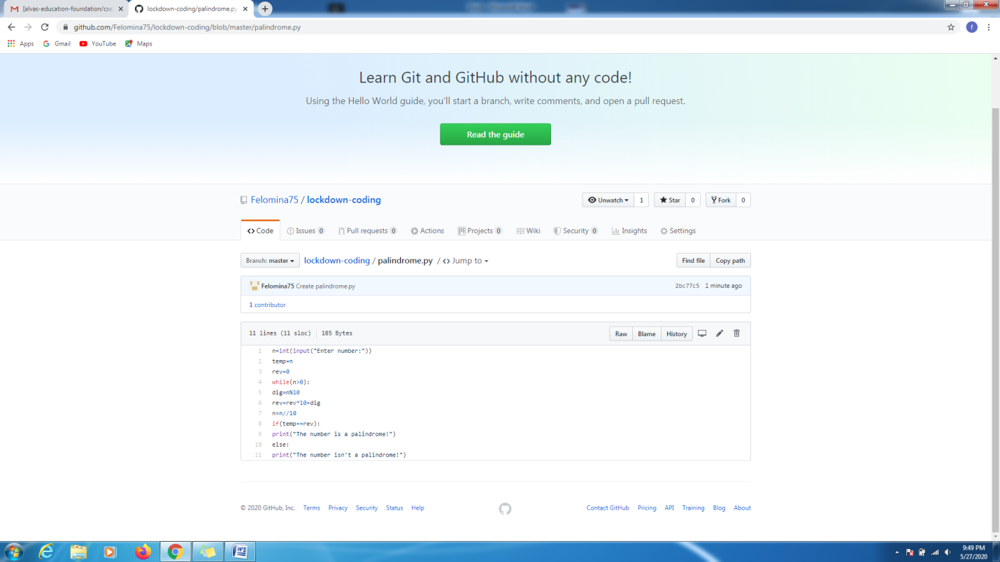 [alvas-education-foundation/cse]
lockdown-coding/palindrome.py
github.com/Felomina75/lockdown-coding/blob/master/palindrome.py
f
Apps Gmail YouTube Maps
Learn Git and GitHub without any code!
Using the Hello World guide, you'll start a branch, write comments, and open a pull request.
Read the guide
Felomina75 / lockdown-coding
Unwatch 1 Star 0 Fork 0
Code Issues 0 Pull requests 0 Actions Projects 0 Wiki Security 0 Insights Settings
Branch: master lockdown-coding / palindrome.py / <> Jump to
Find file Copy path
Felomina75 Create palindrome.py 2bc77c5 1 minute ago
1 contributor
11 lines (11 sloc) 185 Bytes Raw Blame History
1 n=int(input("Enter number:"))
2 temp=n
3 rev=0
4 while(n>0):
5 dig=n%10
6 rev=rev*10+dig
7 n=n//10
8 if(temp==rev):
9 print("The number is a palindrome!")
10 else:
11 print("The number isn't a palindrome!")
© 2020 GitHub, Inc. Terms Privacy Security Status Help Contact GitHub Pricing API Training Blog About
9:49 PM
5/27/2020